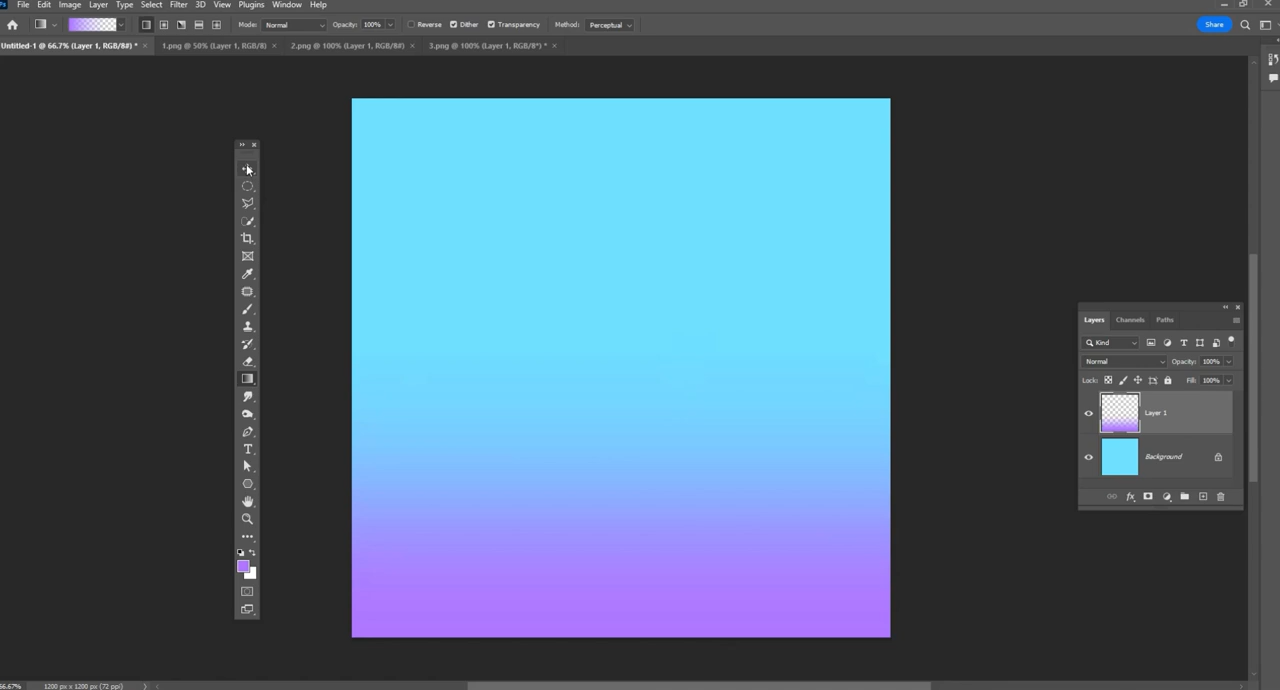 Ps File Edit Image Layer Type Select Filter 3D View Plugins Window Help
Mode: Normal Opacity: 100% Reverse Dither Transparency Method: Perceptual Share
Untitled-1 @ 66.7% (Layer 1, RGB/8#) * × 1.png @ 50% (Layer 1, RGB/8) × 2.png @ 100% (Layer 1, RGB/8#) × 3.png @ 100% (Layer 1, RGB/8*) * ×
Layers Channels Paths
Kind
Normal Opacity: 100%
Lock: Fill: 100%
Layer 1
Background
fx
66.67% 1200 px x 1200 px (72 ppi)